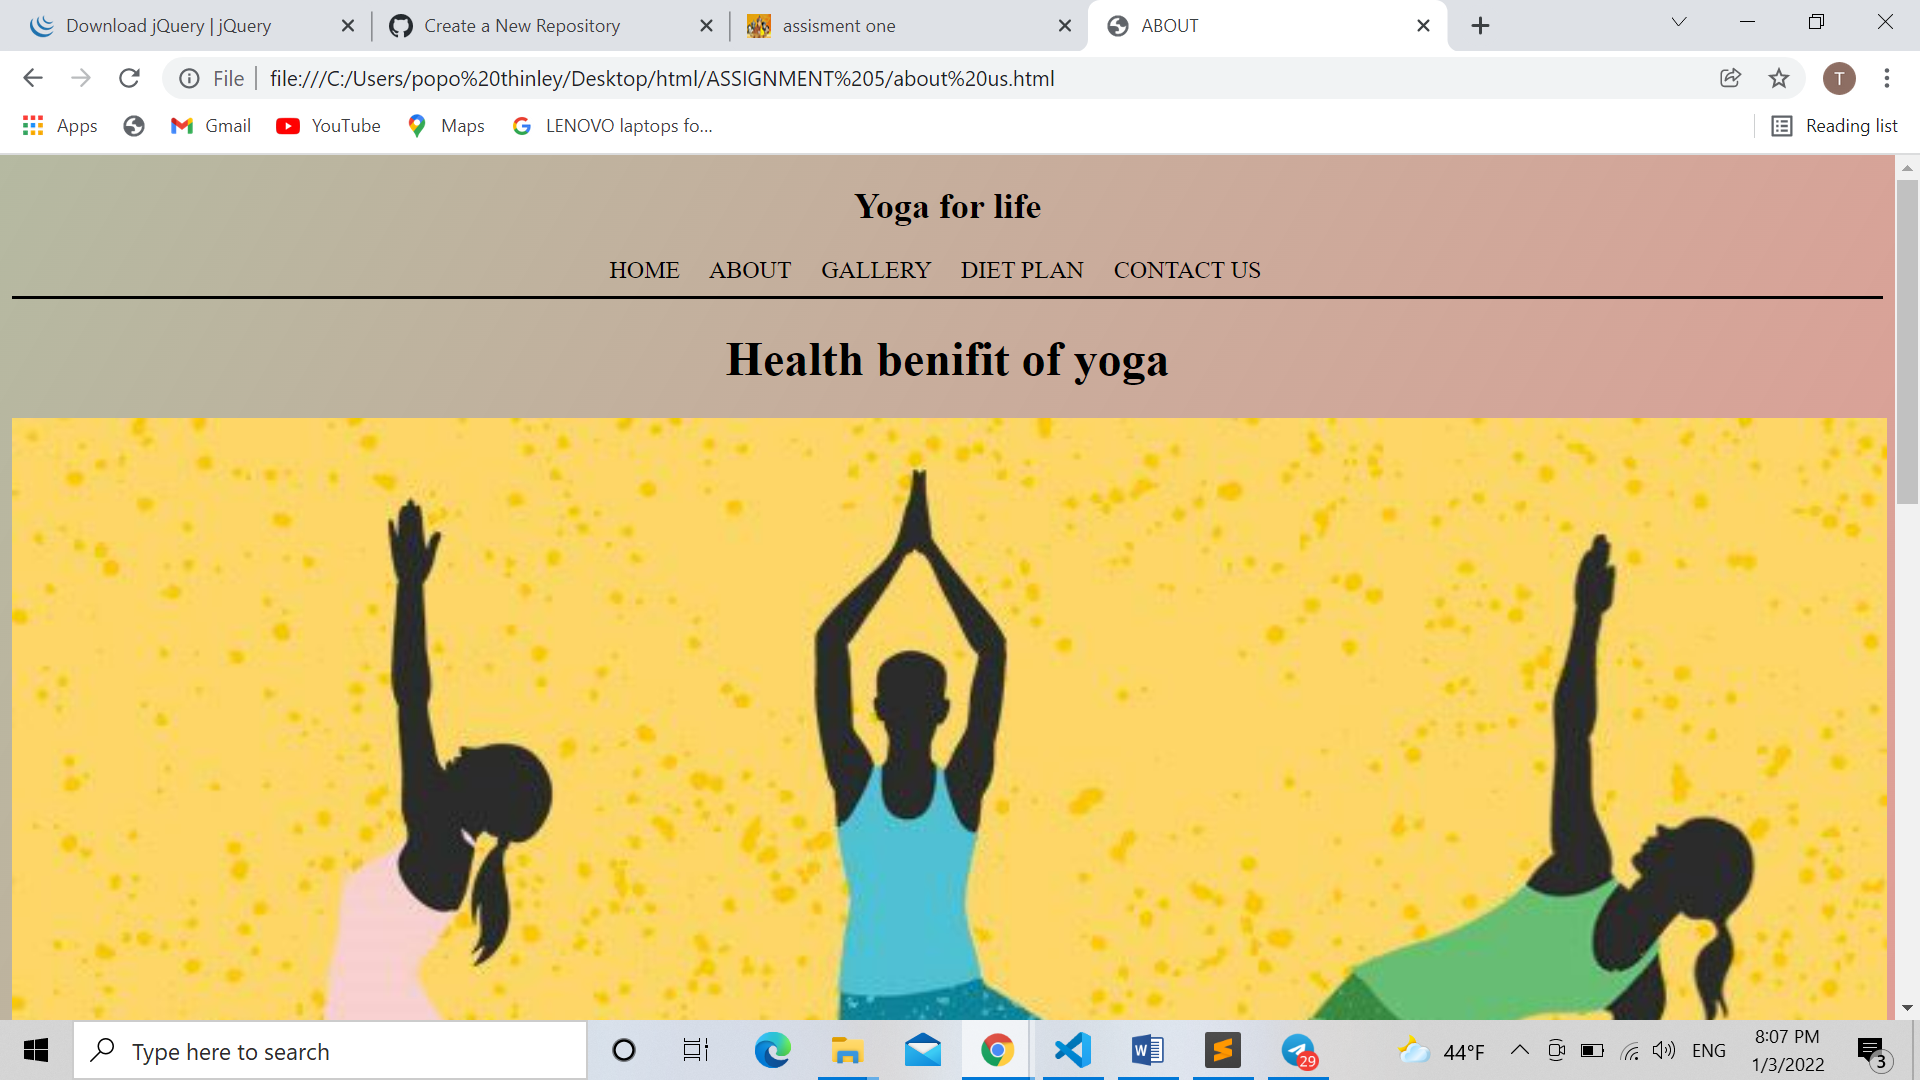 Download jQuery | jQuery
Create a New Repository
assisment one
ABOUT
File
file:///C:/Users/popo%20thinley/Desktop/html/ASSIGNMENT%205/about%20us.html
T
Apps
Gmail
YouTube
Maps
LENOVO laptops fo...
Reading list
Yoga for life
HOME ABOUT GALLERY DIET PLAN CONTACT US
Health benifit of yoga
Type here to search
29
44°F
ENG
8:07 PM
1/3/2022
3